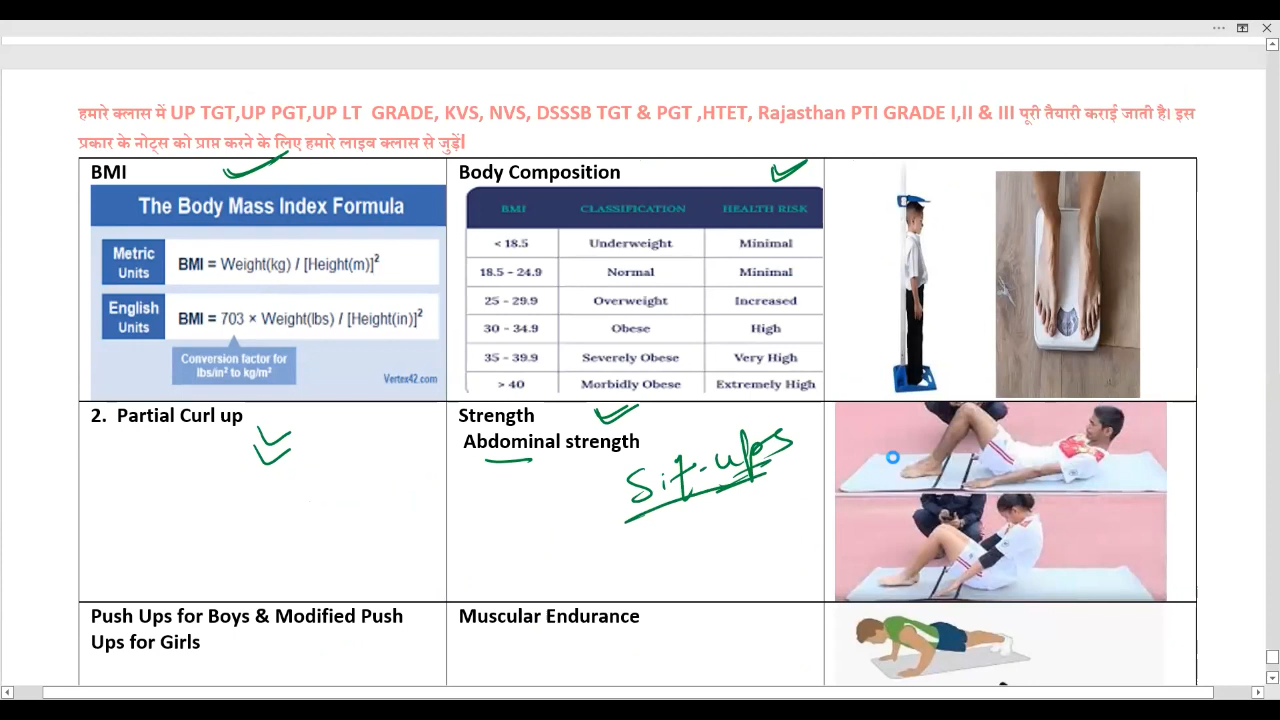 हमारे क्लास में UP TGT,UP PGT,UP LT GRADE, KVS, NVS, DSSSB TGT & PGT ,HTET, Rajasthan PTI GRADE I,II & III पूरी तैयारी कराई जाती है। इस
प्रकार के नोट्स को प्राप्त करने के लिए हमारे लाइव क्लास से जुड़ें।
BMI
The Body Mass Index Formula
Metric Units
BMI = Weight(kg) / [Height(m)]²
English Units
BMI = 703 × Weight(lbs) / [Height(in)]²
Conversion factor for
lbs/in² to kg/m²
Vertex42.com
Body Composition
BMI CLASSIFICATION HEALTH RISK
< 18.5 Underweight Minimal
18.5 - 24.9 Normal Minimal
25 - 29.9 Overweight Increased
30 - 34.9 Obese High
35 - 39.9 Severely Obese Very High
> 40 Morbidly Obese Extremely High
2. Partial Curl up
Strength
Abdominal strength
Sit-ups
Push Ups for Boys & Modified Push
Ups for Girls
Muscular Endurance